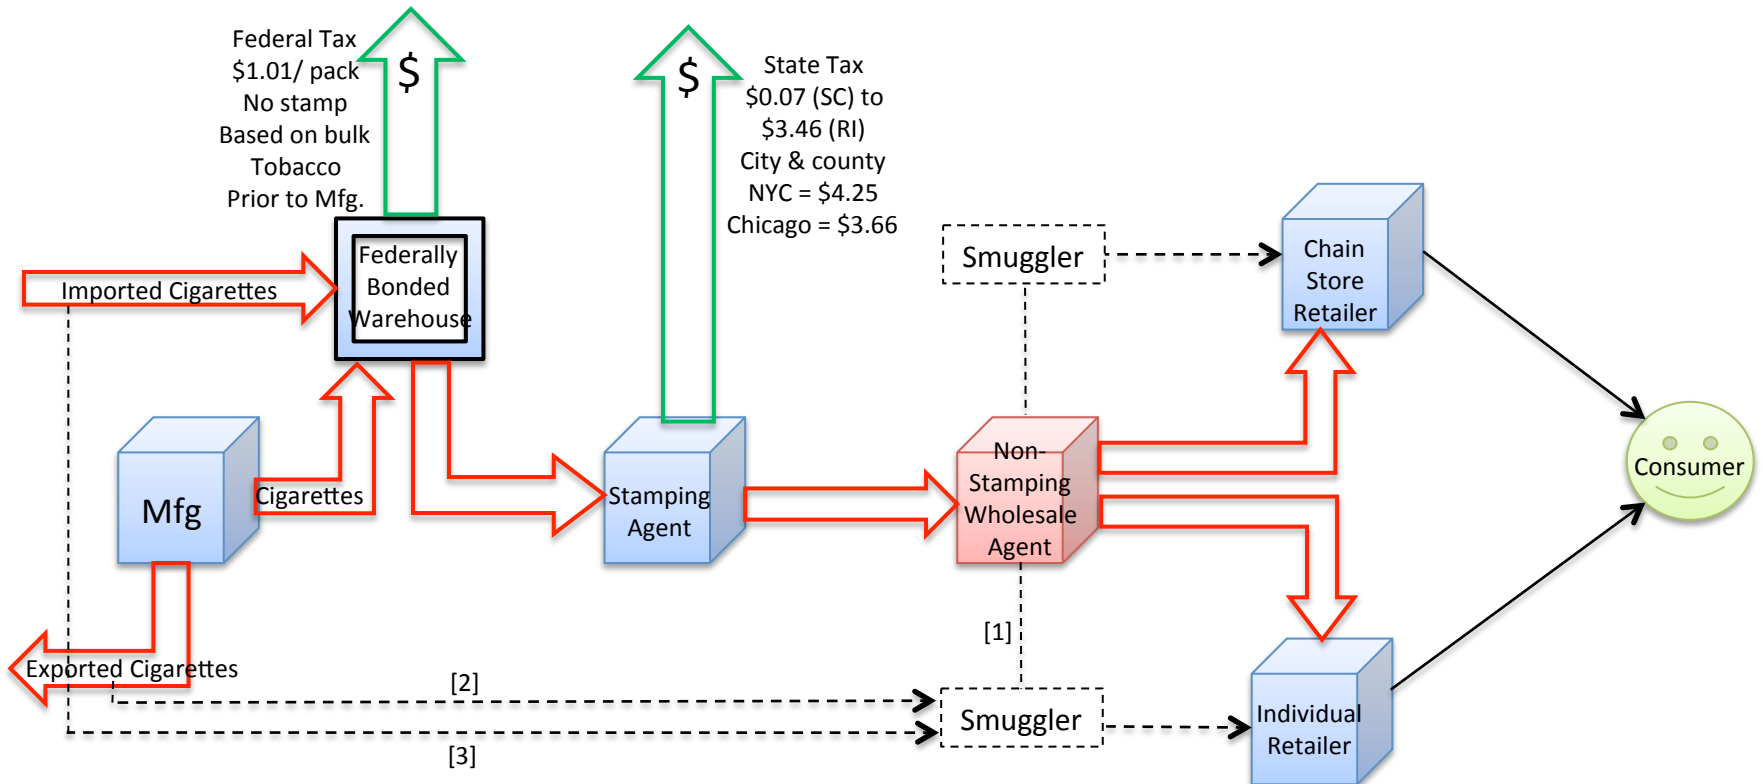 Federal Tax
$1.01/ pack
No stamp
Based on bulk
Tobacco
Prior to Mfg.
$
$
State Tax
$0.07 (SC) to
$3.46 (RI)
City & county
NYC = $4.25
Chicago = $3.66
Imported Cigarettes
Federally
Bonded
Warehouse
Smuggler
Chain
Store
Retailer
Mfg
Cigarettes
Stamping
Agent
Non-
Stamping
Wholesale
Agent
Consumer
Exported Cigarettes
[1]
[2]
[3]
Smuggler
Individual
Retailer